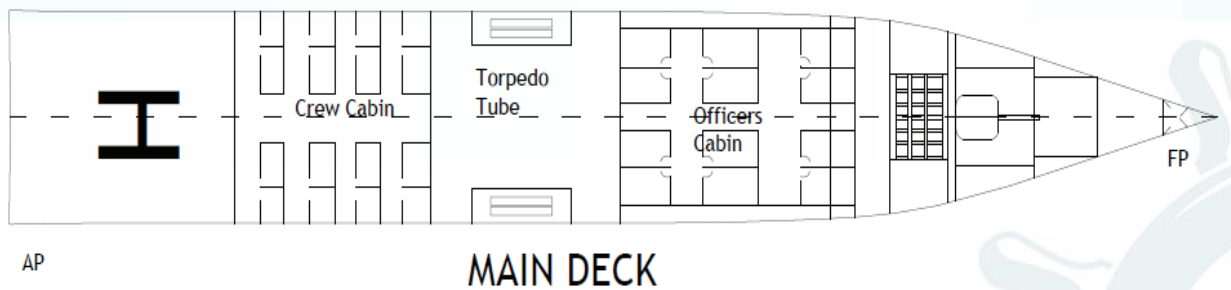 H
Crew Cabin
Torpedo
Tube
Officers
Cabin
FP
AP
MAIN DECK